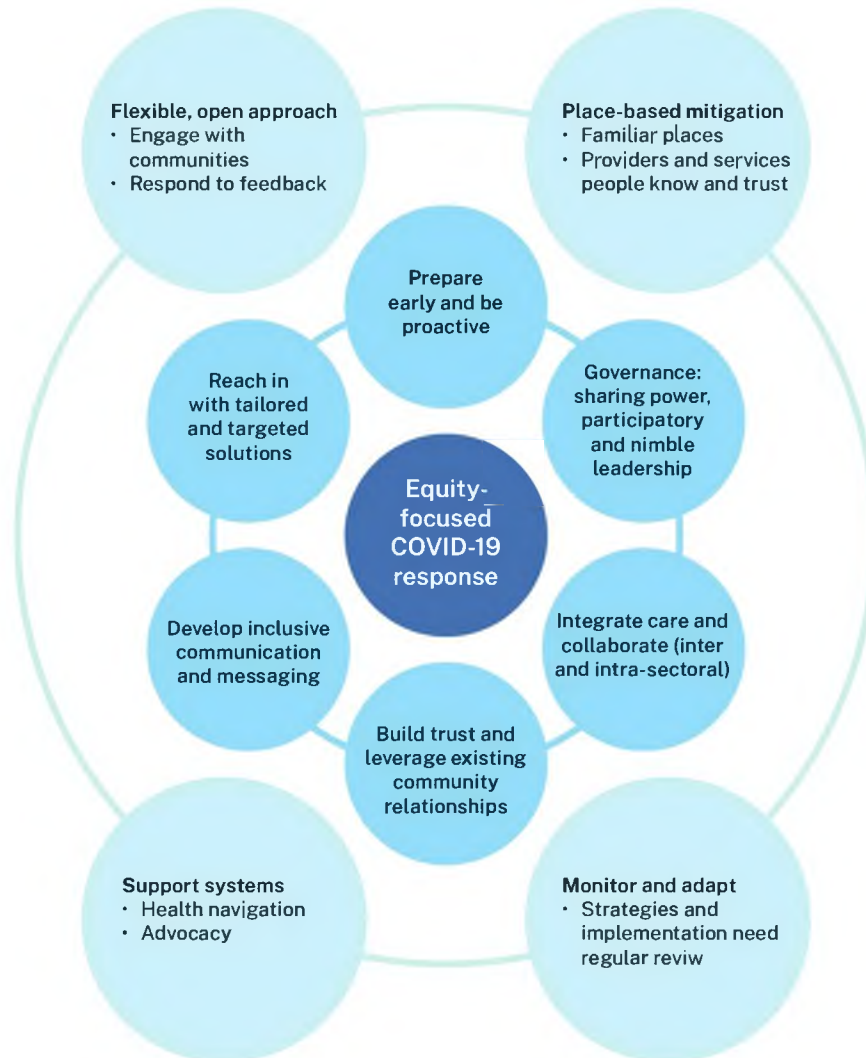 Flexible, open approach
• Engage with
communities
• Respond to feedback
Place-based mitigation
• Familiar places
• Providers and services
people know and trust
Prepare
early and be
proactive
Reach in
with tailored
and targeted
solutions
Governance:
sharing power,
participatory
and nimble
leadership
Equity-
focused
COVID-19
response
Develop inclusive
communication
and messaging
Integrate care and
collaborate (inter
and intra-sectoral)
Build trust and
leverage existing
community
relationships
Support systems
• Health navigation
• Advocacy
Monitor and adapt
• Strategies and
implementation need
regular reviw